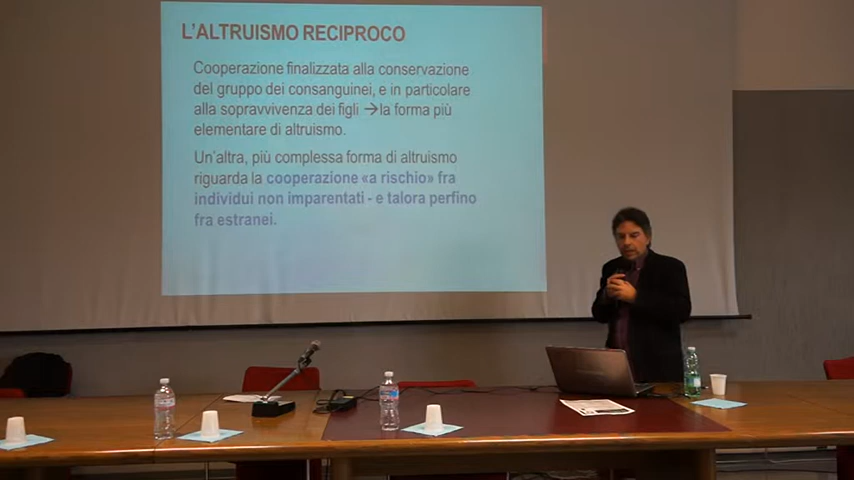 L'ALTRUISMO RECIPROCO
Cooperazione finalizzata alla conservazione
del gruppo dei consanguinei, e in particolare
alla sopravvivenza dei figli →la forma più
elementare di altruismo.
Un'altra, più complessa forma di altruismo
riguarda la cooperazione «a rischio» fra
individui non imparentati - e talora perfino
fra estranei.